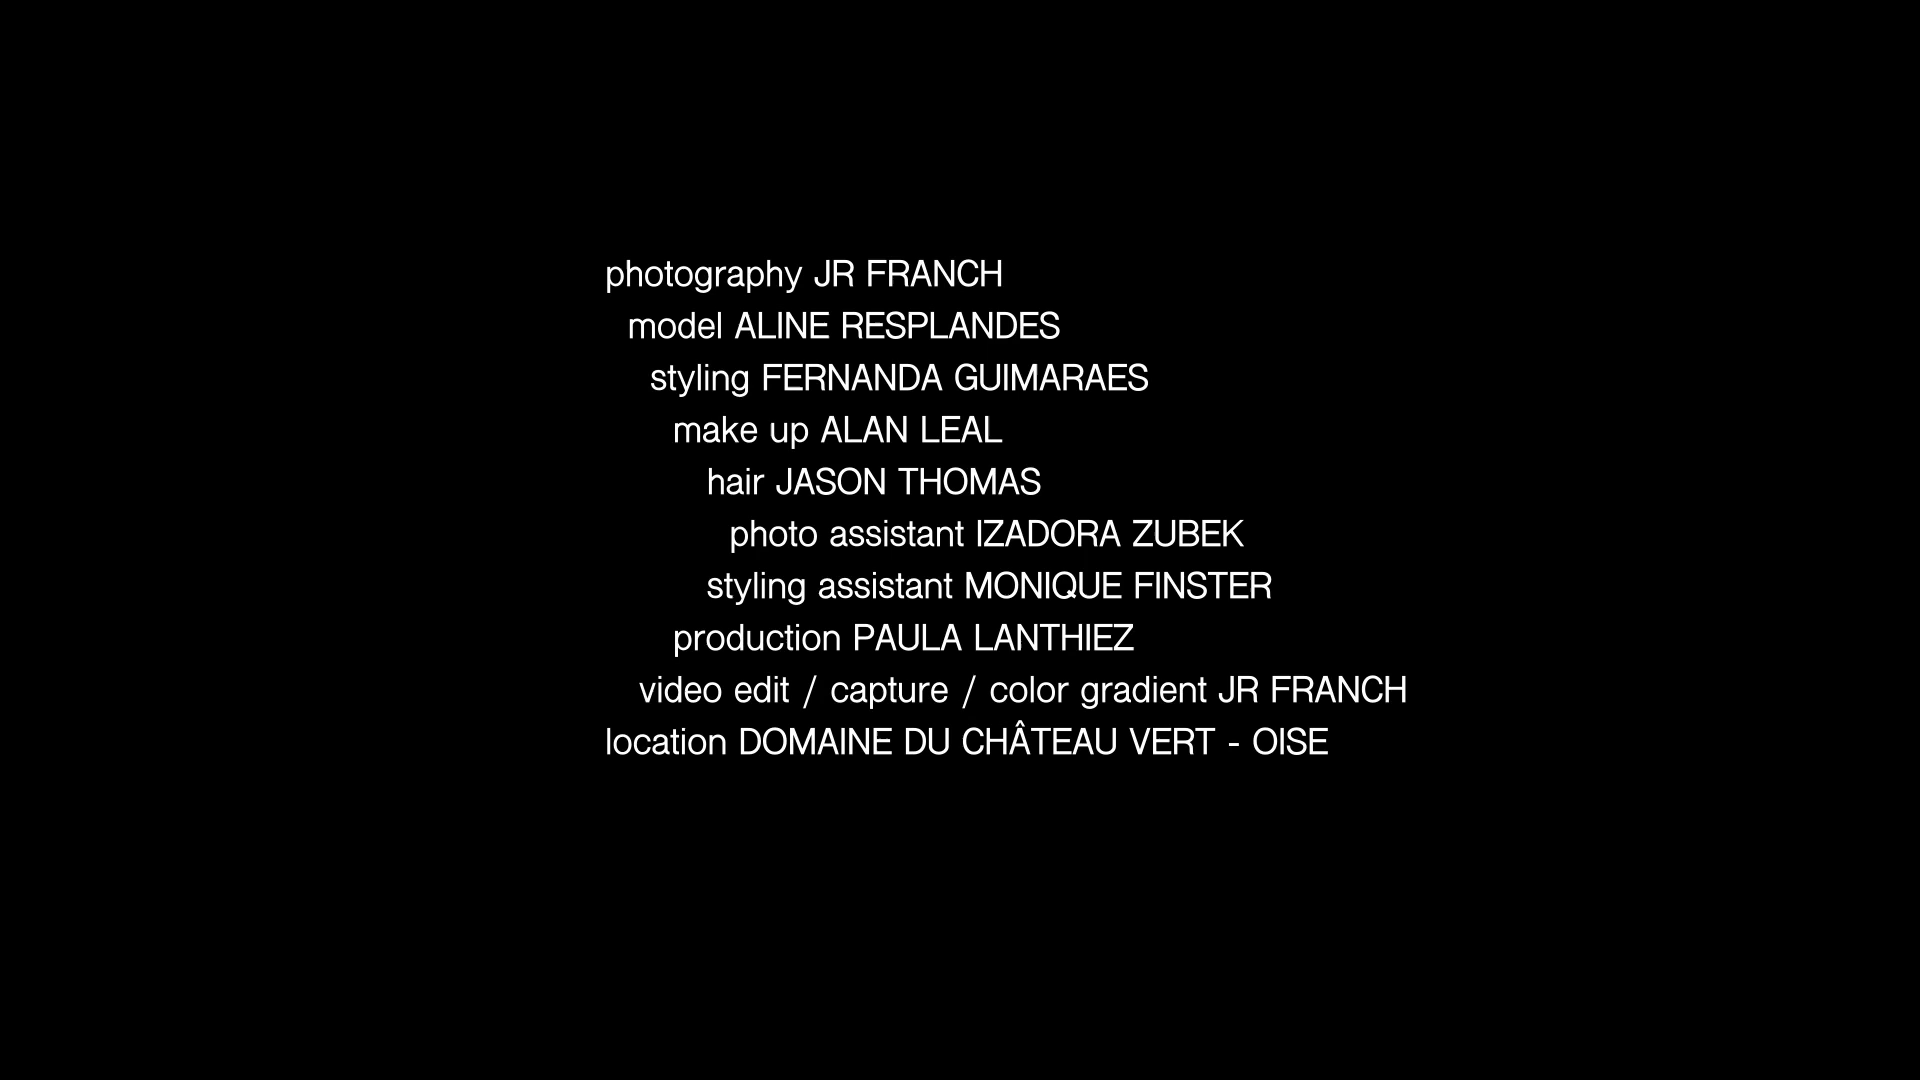 photography JR FRANCH
model ALINE RESPLANDES
styling FERNANDA GUIMARAES
make up ALAN LEAL
hair JASON THOMAS
photo assistant IZADORA ZUBEK
styling assistant MONIQUE FINSTER
production PAULA LANTHIEZ
video edit / capture / color gradient JR FRANCH
location DOMAINE DU CHÂTEAU VERT - OISE